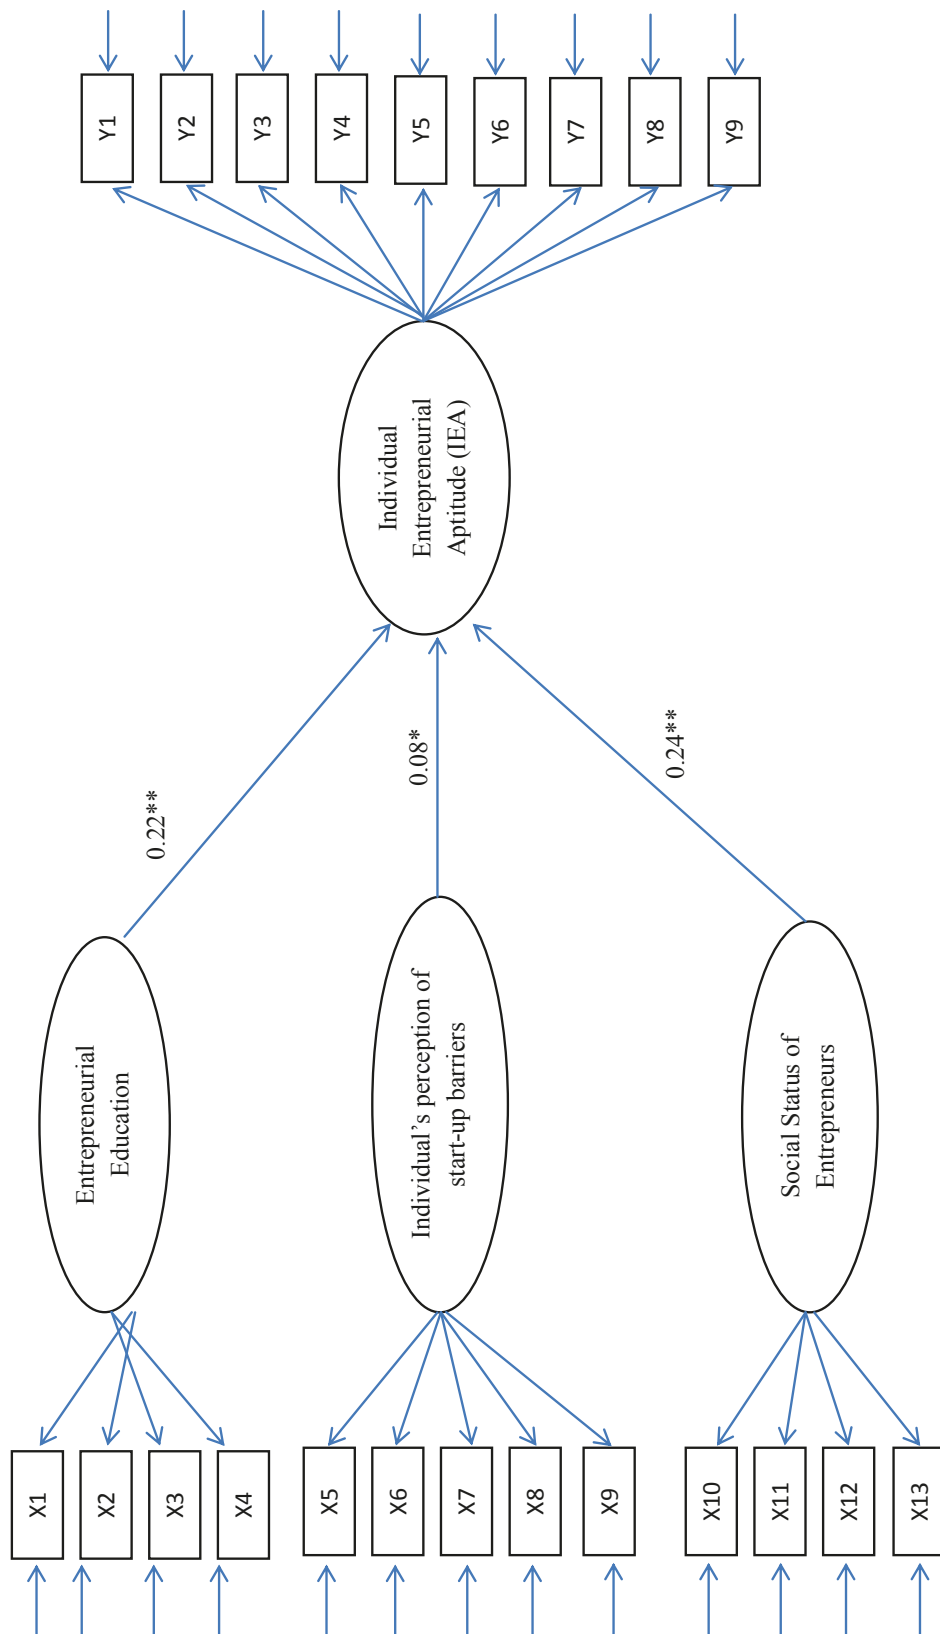 X1
X2
X3
X4
X5
X6
X7
X8
X9
X10
X11
X12
X13
Entrepreneurial
Education
Individual’s perception of
start-up barriers
Social Status of
Entrepreneurs
0.22**
0.08*
0.24**
Individual
Entrepreneurial
Aptitude (IEA)
Y1
Y2
Y3
Y4
Y5
Y6
Y7
Y8
Y9